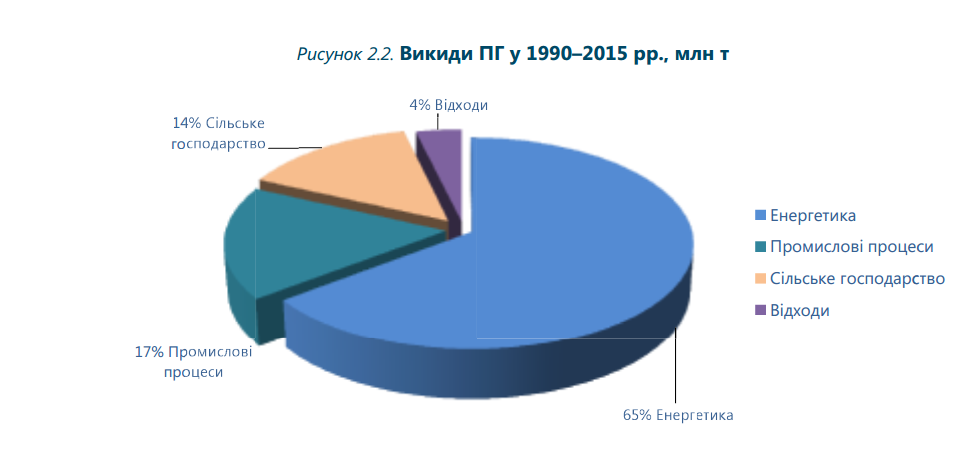 Рисунок 2.2. Викиди ПГ у 1990–2015 рр., млн т
4% Відходи
14% Сільське
господарство
Енергетика
Промислові процеси
Сільське господарство
Відходи
17% Промислові
процеси
65% Енергетика